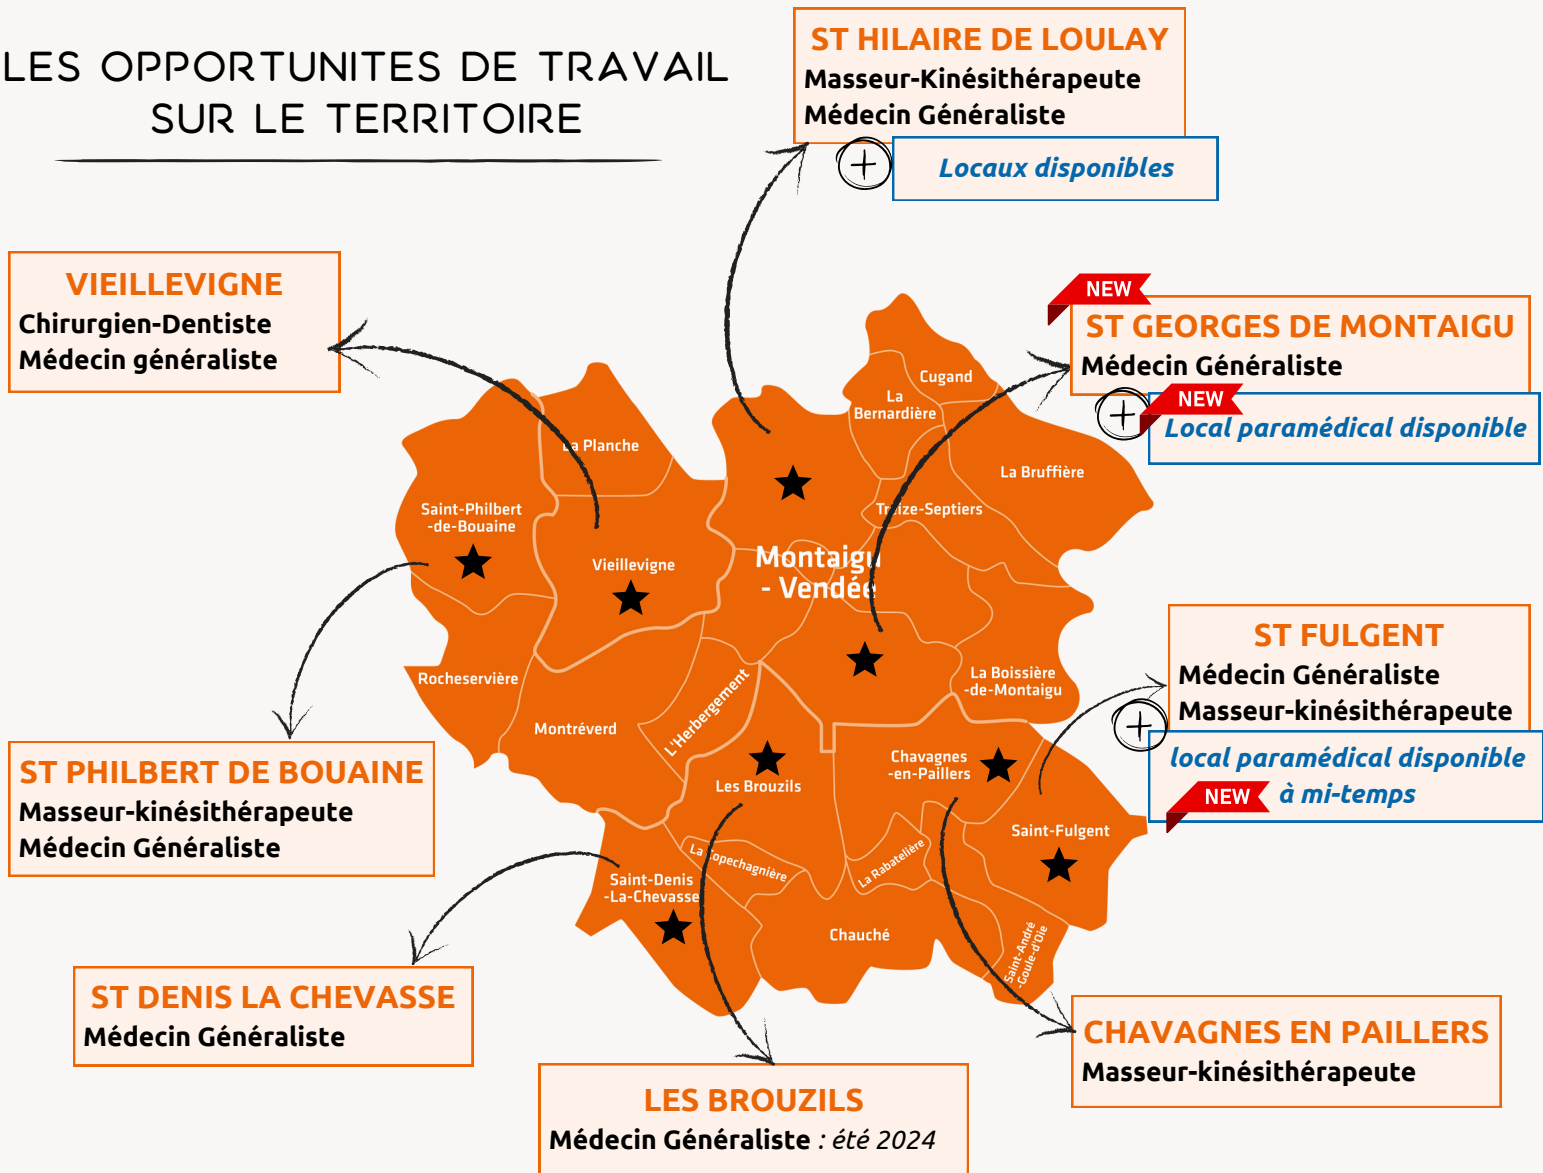 LES OPPORTUNITES DE TRAVAIL
SUR LE TERRITOIRE
ST HILAIRE DE LOULAY
Masseur-Kinésithérapeute
Médecin Généraliste
+
Locaux disponibles
VIEILLEVIGNE
Chirurgien-Dentiste
Médecin généraliste
NEW
ST GEORGES DE MONTAIGU
Médecin Généraliste
+
NEW
Local paramédical disponible
Cugand
La
Bernardière
La Planche
La Bruffière
Saint-Philbert
-de-Bouaine
Treize-Septiers
Vieillevigne
Montaigu
- Vendée
Rocheservière
Montréverd
L'Herbergement
La Boissière
-de-Montaigu
Les Brouzils
Chavagnes
-en-Paillers
Saint-Fulgent
La Copechagnière
La Rabatelière
Saint-Denis
-La-Chevasse
Chauché
Saint-André
-Goule-d'Oie
ST FULGENT
Médecin Généraliste
Masseur-kinésithérapeute
+
local paramédical disponible
NEW à mi-temps
ST PHILBERT DE BOUAINE
Masseur-kinésithérapeute
Médecin Généraliste
ST DENIS LA CHEVASSE
Médecin Généraliste
CHAVAGNES EN PAILLERS
Masseur-kinésithérapeute
LES BROUZILS
Médecin Généraliste : été 2024